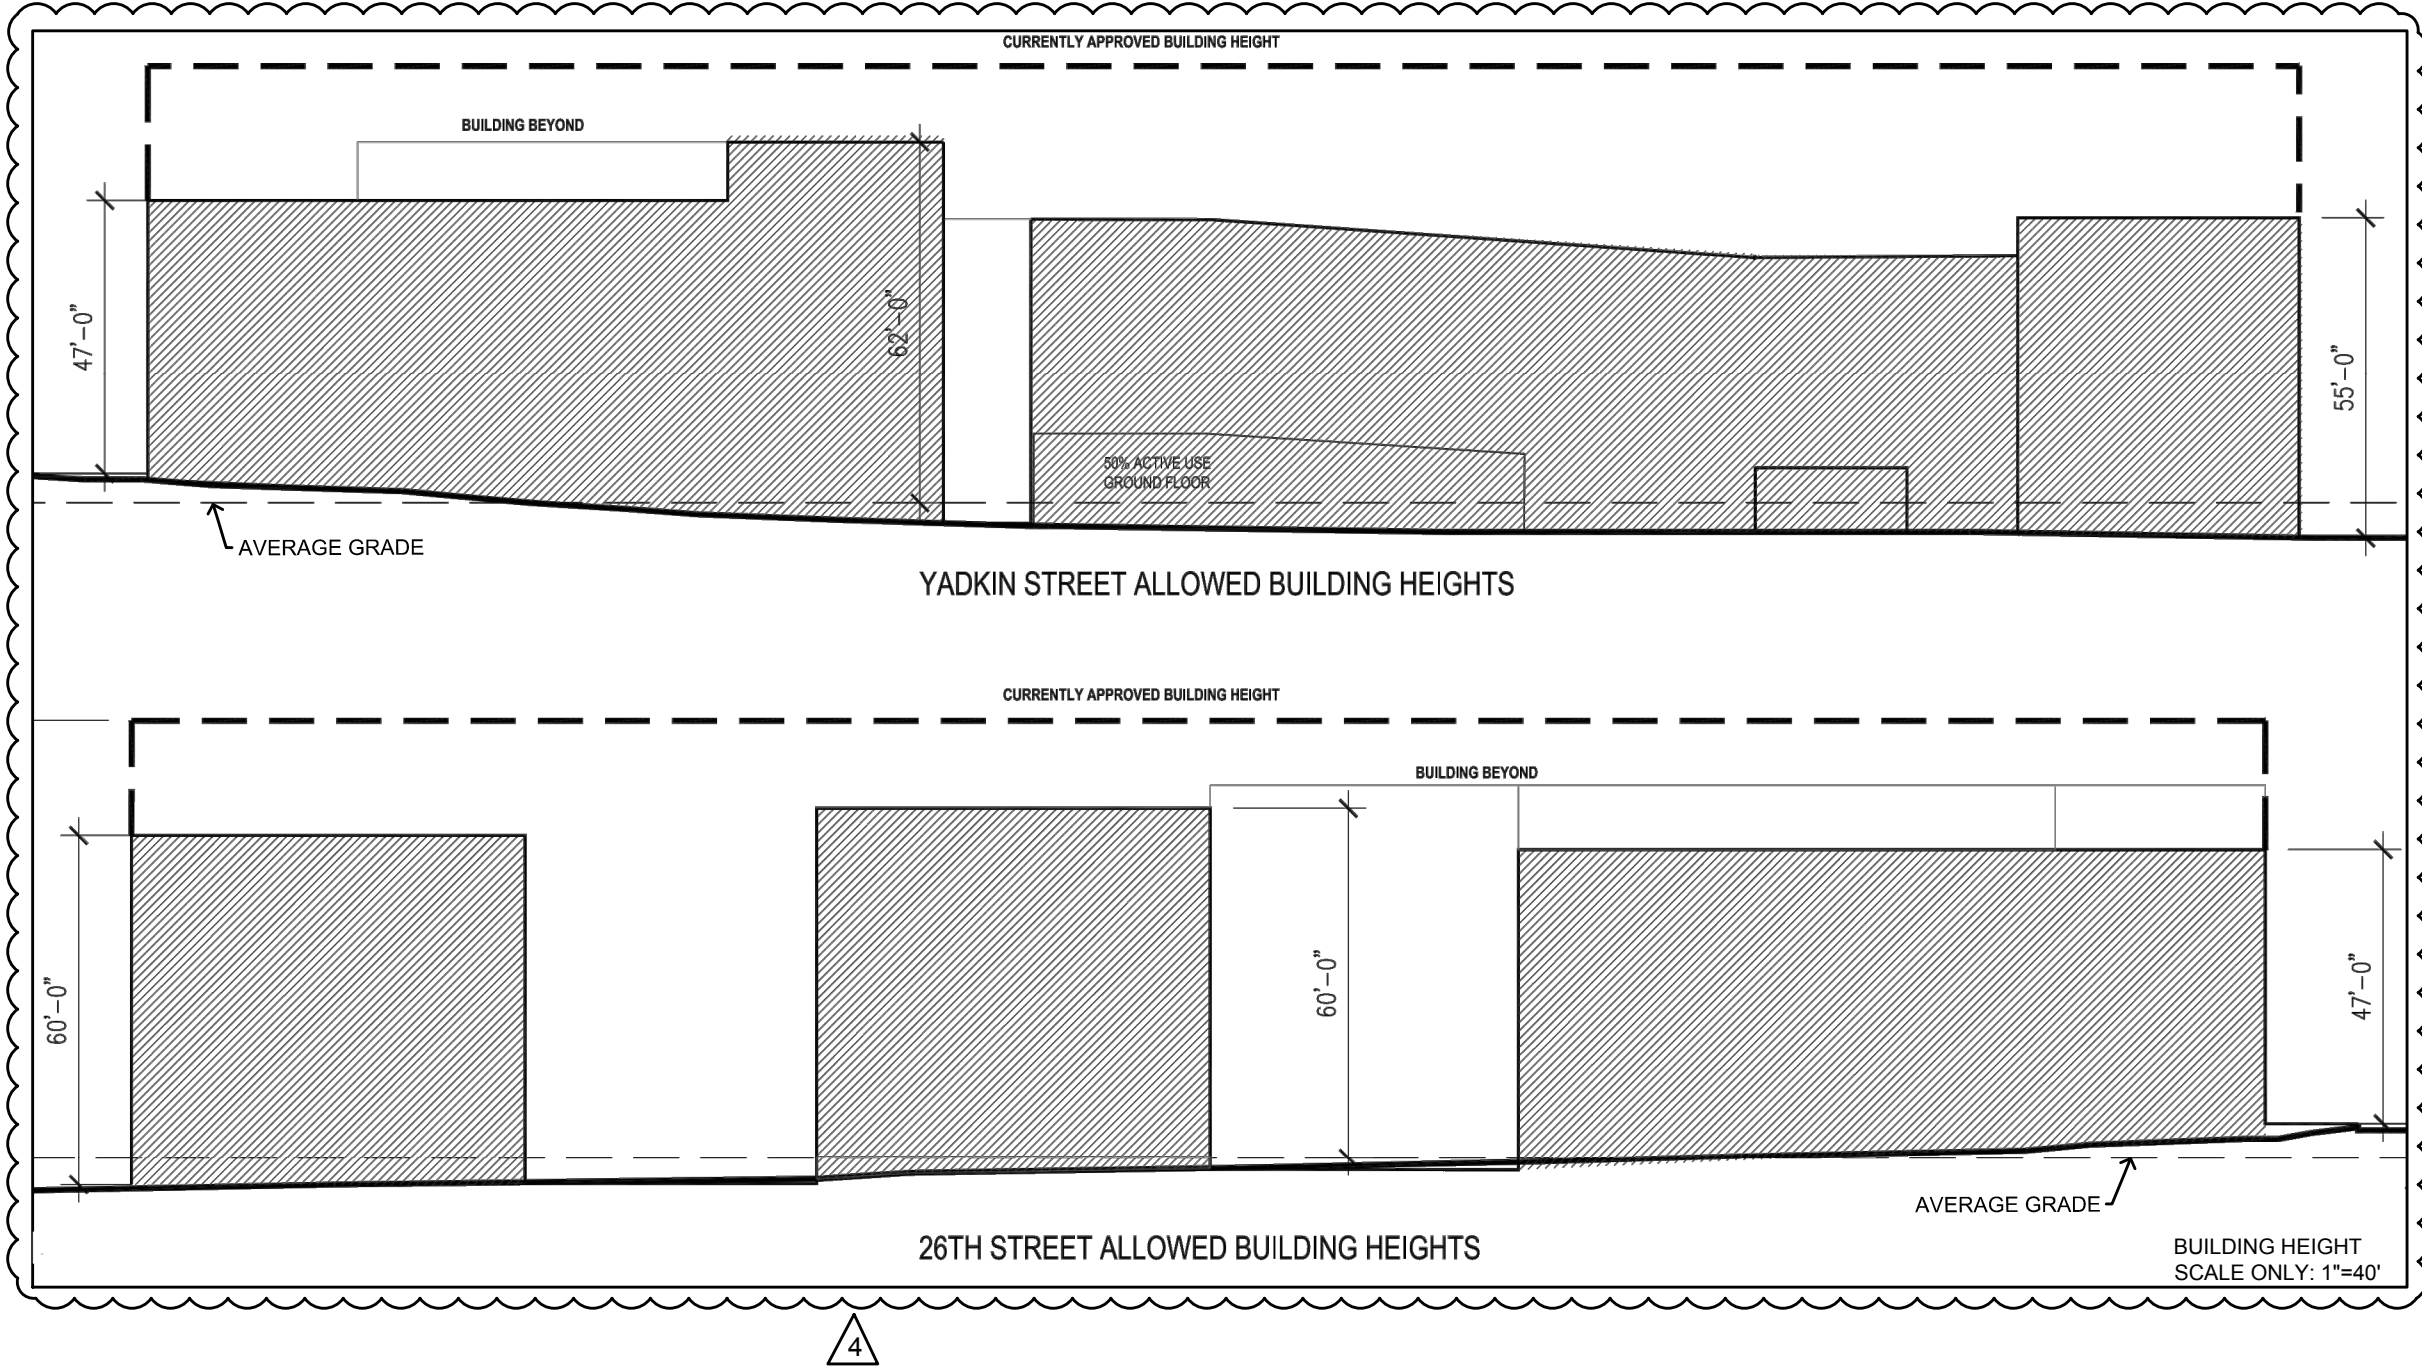 CURRENTLY APPROVED BUILDING HEIGHT
BUILDING BEYOND
47'–0"
62'–0"
55'–0"
50% ACTIVE USE
GROUND FLOOR
AVERAGE GRADE
YADKIN STREET ALLOWED BUILDING HEIGHTS
CURRENTLY APPROVED BUILDING HEIGHT
BUILDING BEYOND
60'–0"
60'–0"
47'–0"
AVERAGE GRADE
26TH STREET ALLOWED BUILDING HEIGHTS
BUILDING HEIGHT
SCALE ONLY: 1"=40'
4